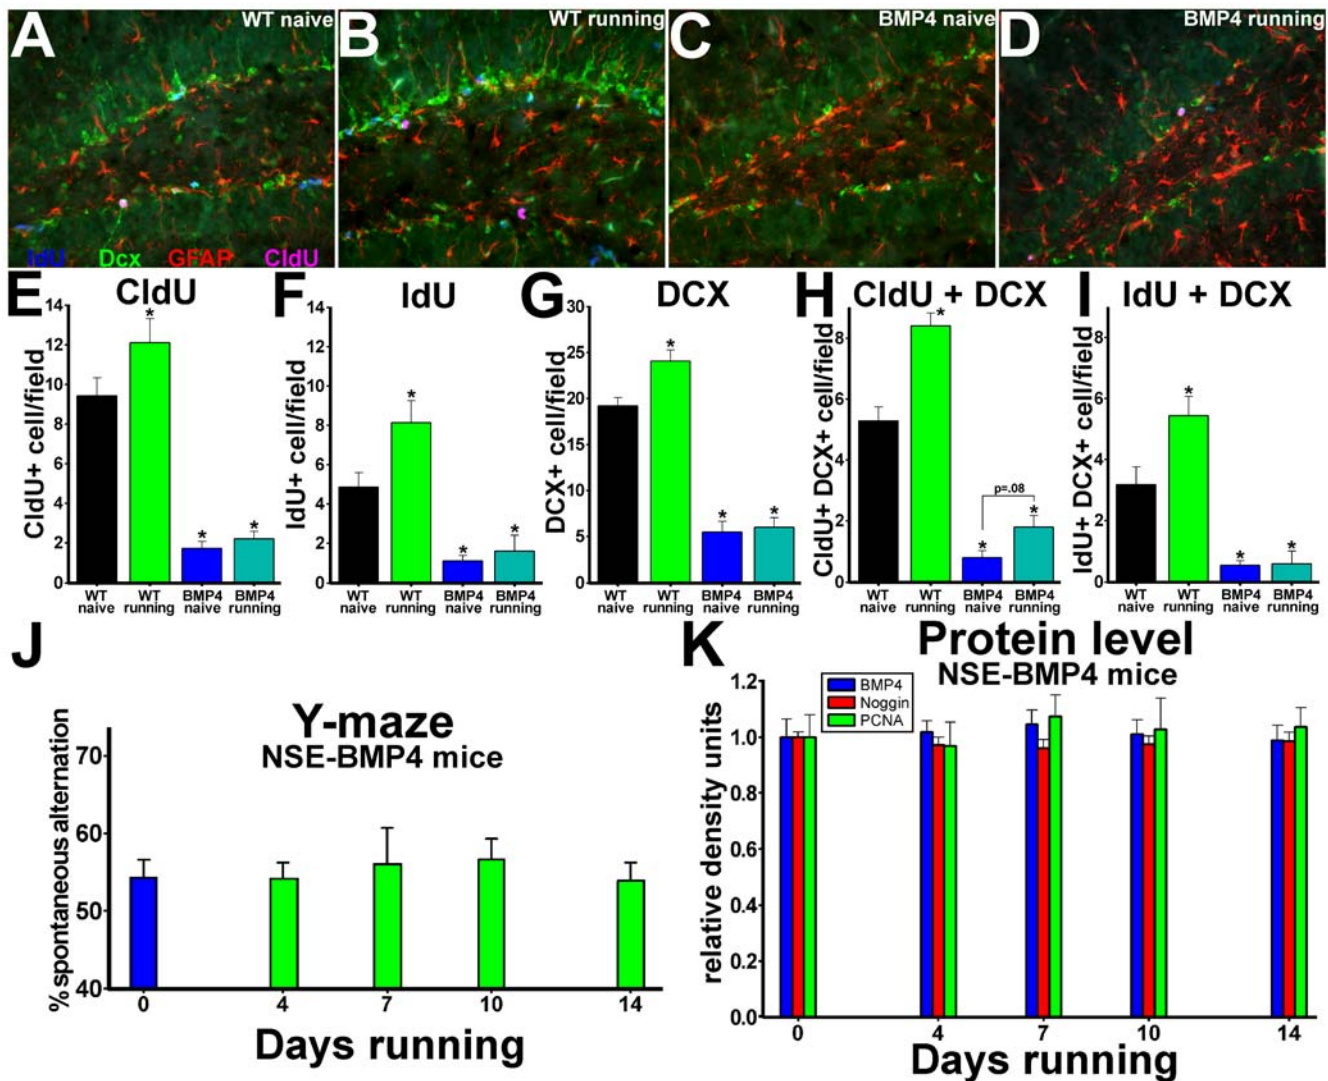 A WT naive
B WT running
C BMP4 naive
D BMP4 running
IdU Dcx GFAP CldU
E CldU
CldU+ cell/field
14
12
10
8
6
4
2
0
WT naive
WT running
BMP4 naive
BMP4 running
*
*
*
F IdU
IdU+ cell/field
14
12
10
8
6
4
2
0
WT naive
WT running
BMP4 naive
BMP4 running
*
*
*
G DCX
DCX+ cell/field
30
25
20
15
10
5
0
WT naive
WT running
BMP4 naive
BMP4 running
*
*
*
H CldU + DCX
CldU+ DCX+ cell/field
8
6
4
2
0
WT naive
WT running
BMP4 naive
BMP4 running
*
p=.08
*
*
I IdU + DCX
IdU+ DCX+ cell/field
8
6
4
2
0
WT naive
WT running
BMP4 naive
BMP4 running
*
*
*
J
Y-maze
NSE-BMP4 mice
% spontaneous alternation
70
60
50
40
0 4 7 10 14
Days running
K Protein level
NSE-BMP4 mice
BMP4
Noggin
PCNA
relative density units
1.2
1.0
0.8
0.6
0.4
0.2
0.0
0 4 7 10 14
Days running